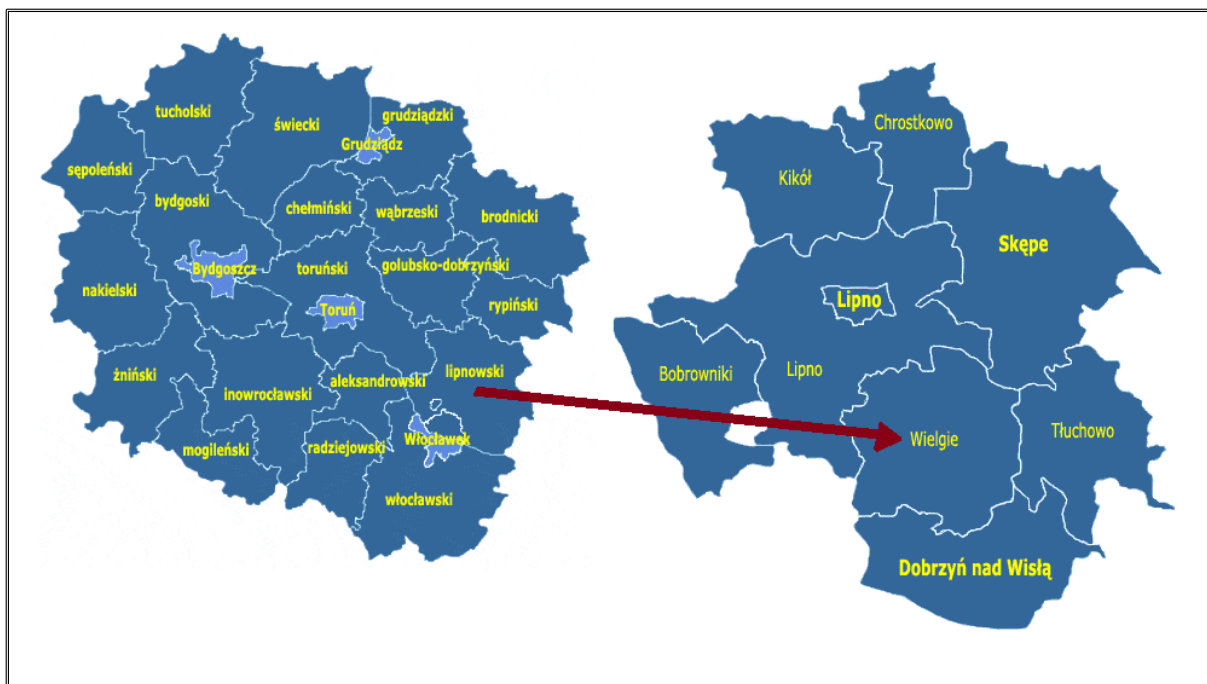 tucholski
świecki
grudziądzki
Grudziądz
sępoleński
bydgoski
chełmiński
wąbrzeski
brodnicki
Bydgoszcz
toruński
golubsko-dobrzyński
nakielski
Toruń
rypiński
żniński
inowrocławski
aleksandrowski
lipnowski
mogileński
radziejowski
Włocławek
włocławski
Chrostkowo
Kikół
Skępe
Lipno
Bobrowniki
Lipno
Wielgie
Tłuchowo
Dobrzyń nad Wisłą